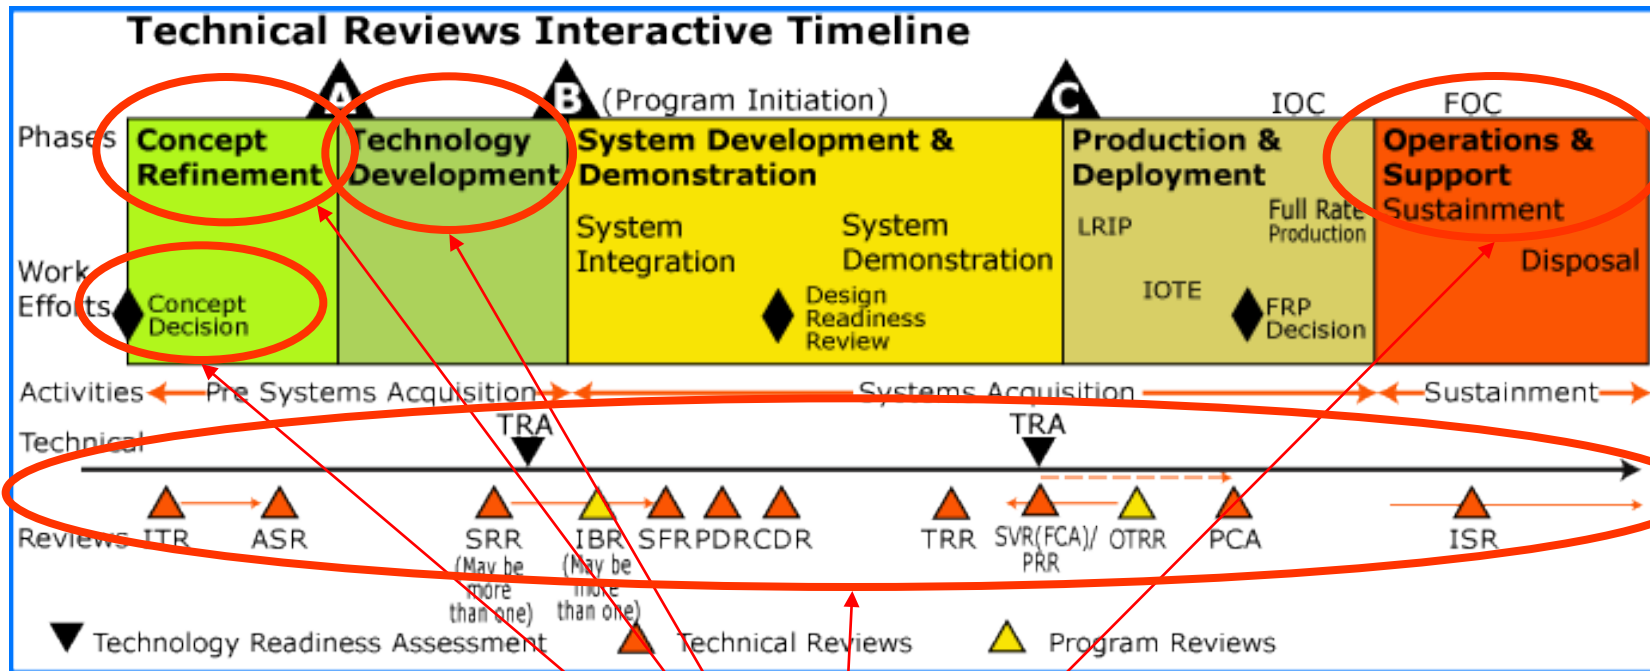 Technical Reviews Interactive Timeline
A
B
(Program Initiation)
C
IOC
FOC
Phases
Concept
Refinement
Technology
Development
System Development &
Demonstration
Production &
Deployment
Operations &
Support
Sustainment
System
Integration
System
Demonstration
LRIP
Full Rate
Production
Disposal
Work
Efforts
Concept
Decision
Design
Readiness
Review
IOTE
FRP
Decision
Activities
Pre Systems Acquisition
Systems Acquisition
Sustainment
Technical
TRA
TRA
Reviews
ITR
ASR
SRR
(May be
more
than one)
IBR
(May be
more
than one)
SFR
PDR
CDR
TRR
SVR(FCA)/
PRR
OTRR
PCA
ISR
Technology Readiness Assessment
Technical Reviews
Program Reviews